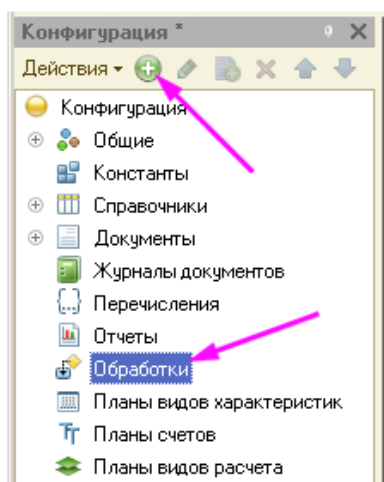 Конфигурация *
Действия
Конфигурация
Общие
Константы
Справочники
Документы
Журналы документов
Перечисления
Отчеты
Обработки
Планы видов характеристик
Планы счетов
Планы видов расчета